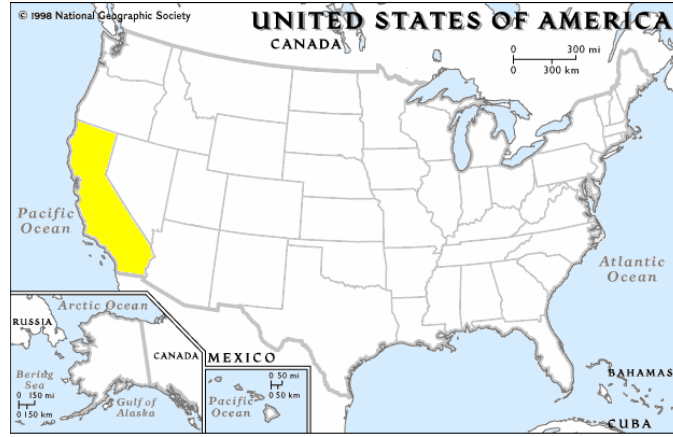 © 1998 National Geographic Society
UNITED STATES OF AMERICA
CANADA
0 300 mi
0 300 km
Pacific
Ocean
Atlantic
Ocean
Arctic Ocean
RUSSIA
CANADA
MEXICO
Bering
Sea
0 150 mi
0 150 km
Gulf of
Alaska
0 50 mi
0 50 km
Pacific
Ocean
BAHAMAS
CUBA